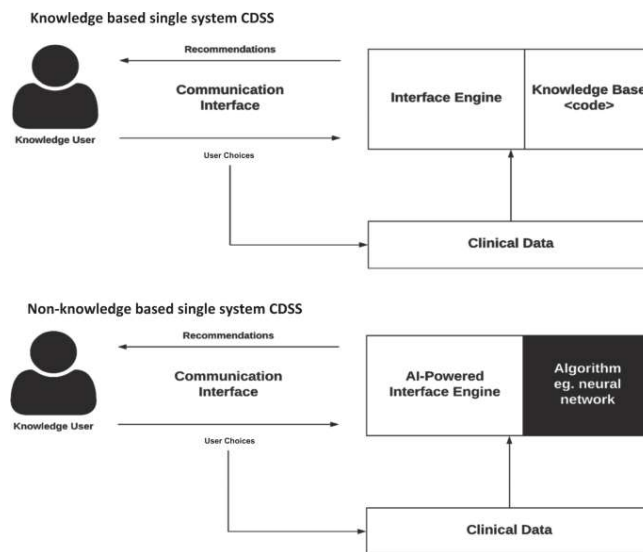 Knowledge based single system CDSS
Recommendations
Communication
Interface
Knowledge User
User Choices
Interface Engine
Knowledge Base
<code>
Clinical Data
Non-knowledge based single system CDSS
Recommendations
Communication
Interface
Knowledge User
User Choices
AI-Powered
Interface Engine
Algorithm
eg. neural
network
Clinical Data